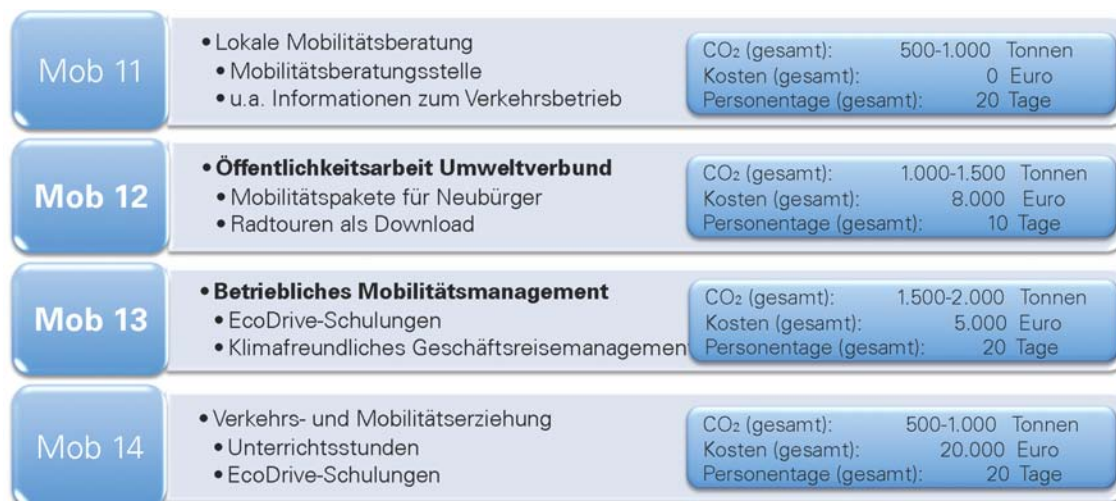 Mob 11
• Lokale Mobilitätsberatung
• Mobilitätsberatungsstelle
• u.a. Informationen zum Verkehrsbetrieb
CO₂ (gesamt): 500-1.000 Tonnen
Kosten (gesamt): 0 Euro
Personentage (gesamt): 20 Tage
Mob 12
• Öffentlichkeitsarbeit Umweltverbund
• Mobilitätspakete für Neubürger
• Radtouren als Download
CO₂ (gesamt): 1.000-1.500 Tonnen
Kosten (gesamt): 8.000 Euro
Personentage (gesamt): 10 Tage
Mob 13
• Betriebliches Mobilitätsmanagement
• EcoDrive-Schulungen
• Klimafreundliches Geschäftsreisemanagement
CO₂ (gesamt): 1.500-2.000 Tonnen
Kosten (gesamt): 5.000 Euro
Personentage (gesamt): 20 Tage
Mob 14
• Verkehrs- und Mobilitätserziehung
• Unterrichtsstunden
• EcoDrive-Schulungen
CO₂ (gesamt): 500-1.000 Tonnen
Kosten (gesamt): 20.000 Euro
Personentage (gesamt): 20 Tage